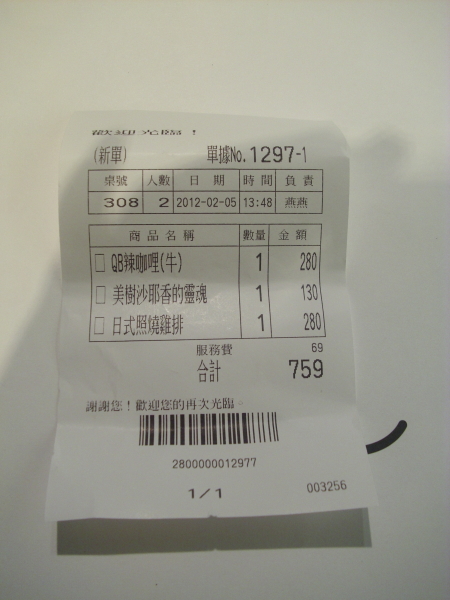 歡迎光臨！
(新單) 單據No.1297-1
桌號 人數 日期 時間 負責
308 2 2012-02-05 13:48 燕燕
商品名稱 數量 金額
□ QB辣咖哩(牛) 1 280
□ 美樹沙耶香的靈魂 1 130
□ 日式照燒雞排 1 280
服務費 69
合計 759
謝謝您！歡迎您的再次光臨。
2800000012977
1/1 003256